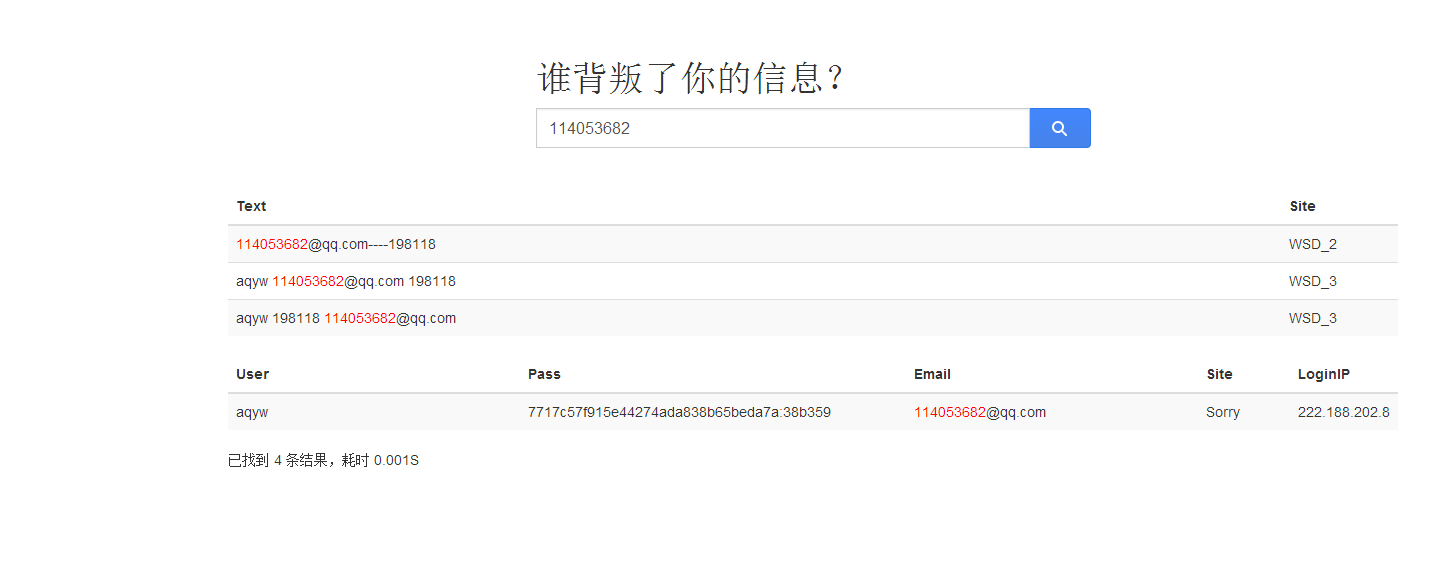 谁背叛了你的信息？
114053682
Text Site
114053682@qq.com----198118 WSD_2
aqyw 114053682@qq.com 198118 WSD_3
aqyw 198118 114053682@qq.com WSD_3
User Pass Email Site LoginIP
aqyw 7717c57f915e44274ada838b65beda7a:38b359 114053682@qq.com Sorry 222.188.202.8
已找到 4 条结果，耗时 0.001S